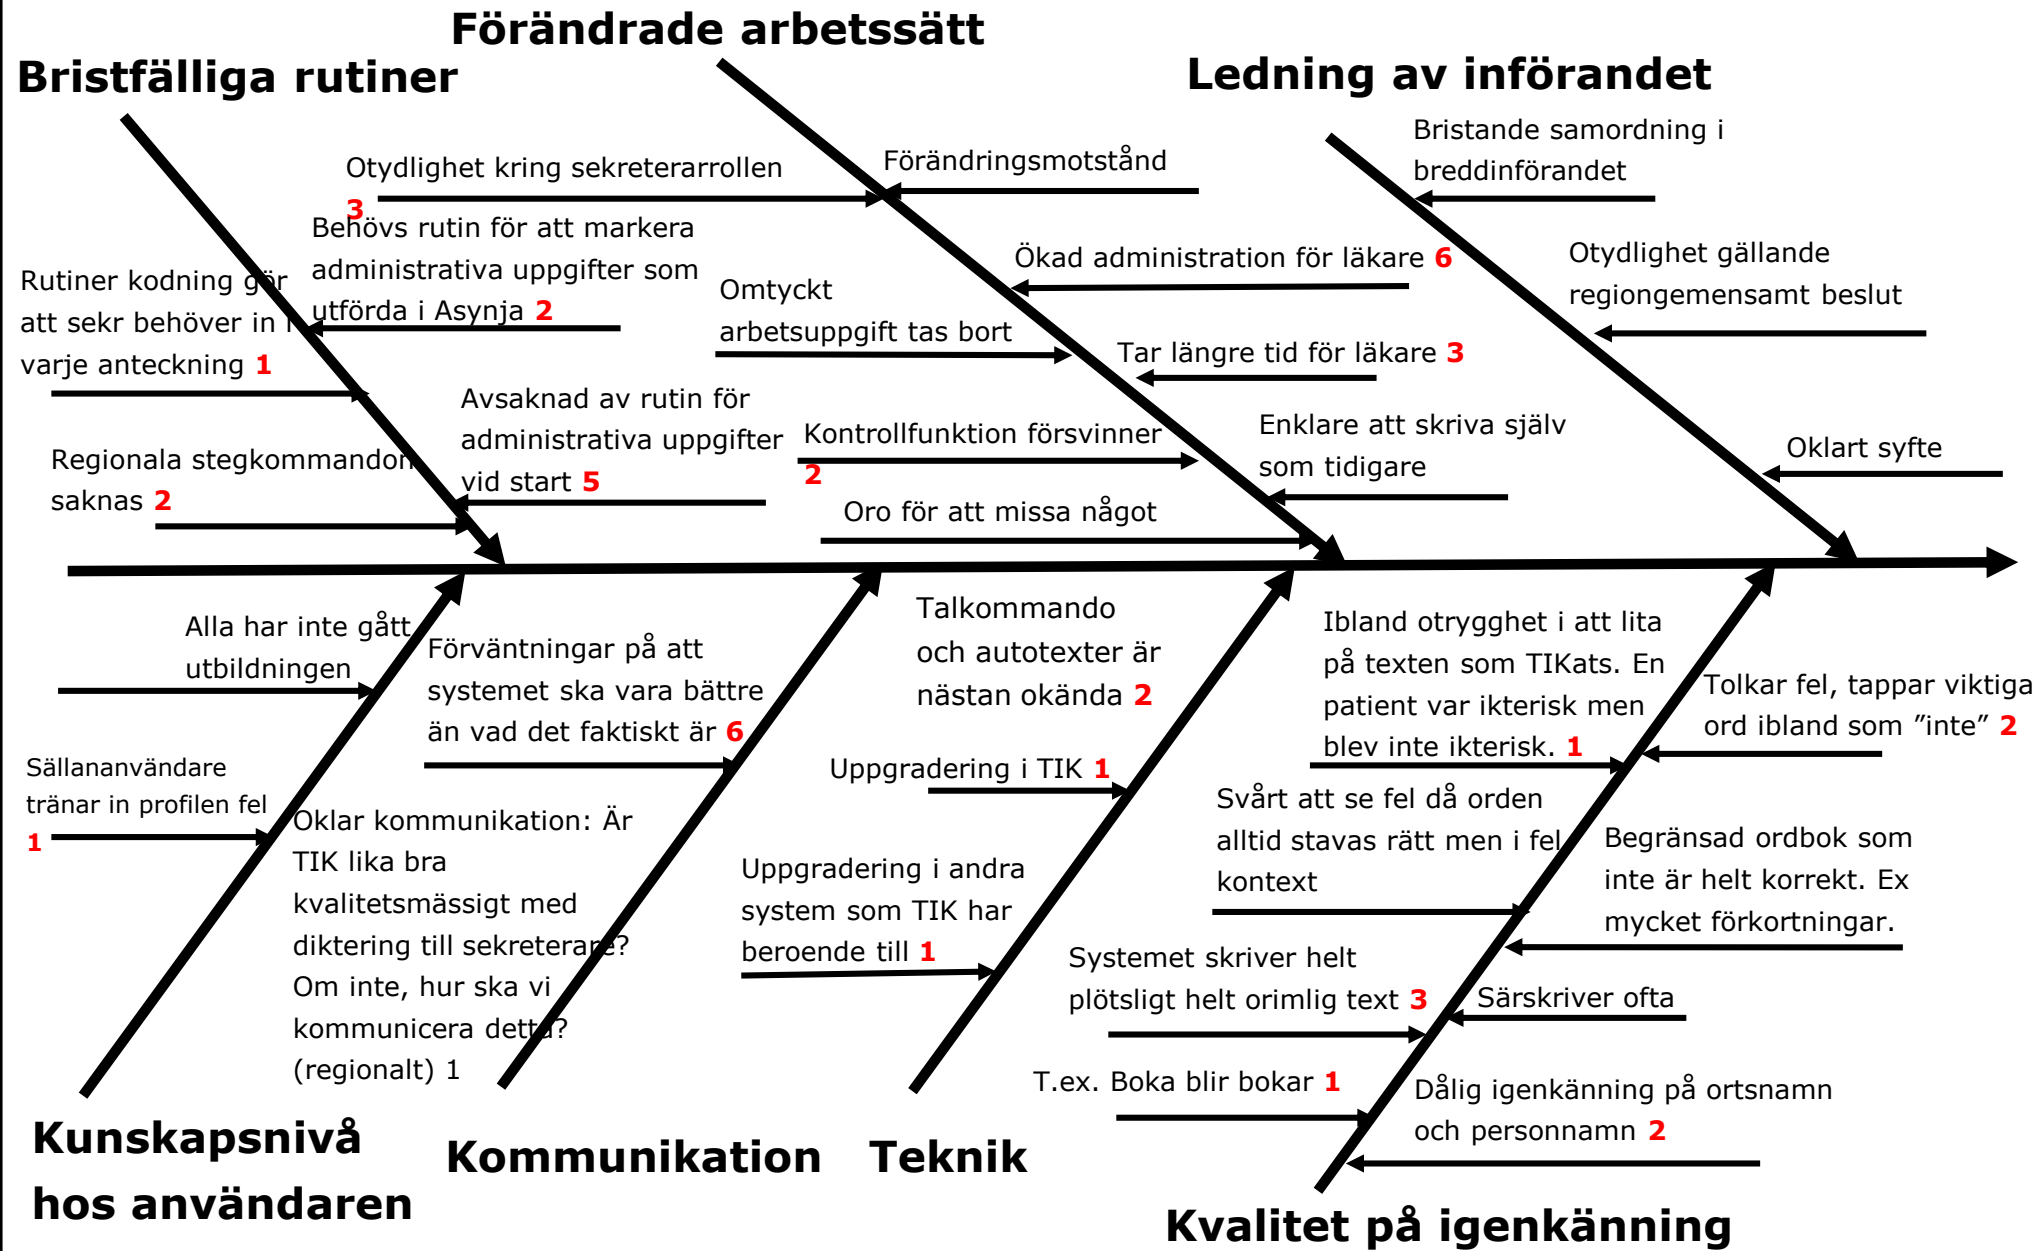 Förändrade arbetssätt
Bristfälliga rutiner
Ledning av införandet
Otydlighet kring sekreterarrollen
3
Behövs rutin för att markera
administrativa uppgifter som
utförda i Asynja 2
Rutiner kodning gör
att sekr behöver in i
varje anteckning 1
Avsaknad av rutin för
administrativa uppgifter
vid start 5
Regionala stegkommandon
saknas 2
Förändringsmotstånd
Ökad administration för läkare 6
Omtyckt
arbetsuppgift tas bort
Tar längre tid för läkare 3
Kontrollfunktion försvinner
2
Enklare att skriva själv
som tidigare
Oro för att missa något
Bristande samordning i
breddinförandet
Otydlighet gällande
regiongemensamt beslut
Oklart syfte
Alla har inte gått
utbildningen
Sällananvändare
tränar in profilen fel
1
Förväntningar på att
systemet ska vara bättre
än vad det faktiskt är 6
Oklar kommunikation: Är
TIK lika bra
kvalitetsmässigt med
diktering till sekreterare?
Om inte, hur ska vi
kommunicera detta?
(regionalt) 1
Talkommando
och autotexter är
nästan okända 2
Uppgradering i TIK 1
Uppgradering i andra
system som TIK har
beroende till 1
Ibland otrygghet i att lita
på texten som TIKats. En
patient var ikterisk men
blev inte ikterisk. 1
Tolkar fel, tappar viktiga
ord ibland som ”inte” 2
Svårt att se fel då orden
alltid stavas rätt men i fel
kontext
Begränsad ordbok som
inte är helt korrekt. Ex
mycket förkortningar.
Systemet skriver helt
plötsligt helt orimlig text 3
Särskriver ofta
T.ex. Boka blir bokar 1
Dålig igenkänning på ortsnamn
och personnamn 2
Kunskapsnivå
hos användaren
Kommunikation
Teknik
Kvalitet på igenkänning